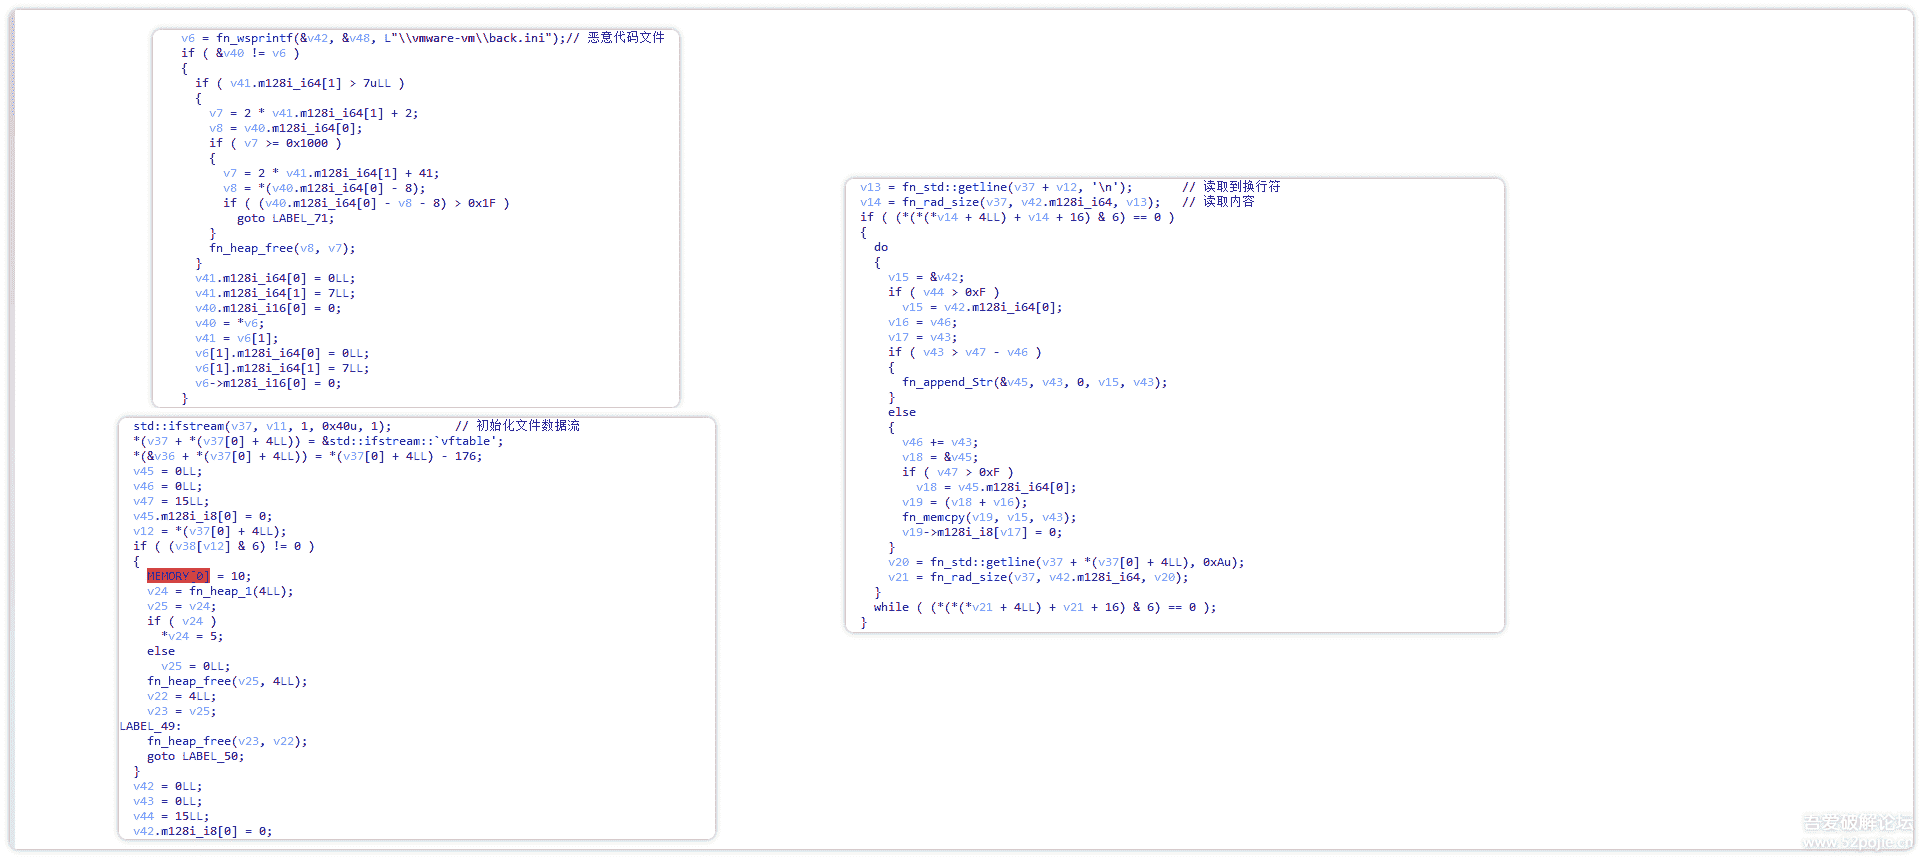 v6 = fn_wsprintf(&v42, &v48, L"\\vmware-vm\\back.ini");// 恶意代码文件
if ( &v40 != v6 )
{
if ( v41.m128i_i64[1] > 7uLL )
{
v7 = 2 * v41.m128i_i64[1] + 2;
v8 = v40.m128i_i64[0];
if ( v7 >= 0x1000 )
{
v7 = 2 * v41.m128i_i64[1] + 41;
v8 = *(v40.m128i_i64[0] - 8);
if ( (v40.m128i_i64[0] - v8 - 8) > 0x1F )
goto LABEL_71;
}
fn_heap_free(v8, v7);
}
v41.m128i_i64[0] = 0LL;
v41.m128i_i64[1] = 7LL;
v40.m128i_i16[0] = 0;
v40 = *v6;
v41 = v6[1];
v6[1].m128i_i64[0] = 0LL;
v6[1].m128i_i64[1] = 7LL;
v6->m128i_i16[0] = 0;
}
std::ifstream(v37, v11, 1, 0x40u, 1); // 初始化文件数据流
*(v37 + *(v37[0] + 4LL)) = &std::ifstream::`vftable';
*(&v36 + *(v37[0] + 4LL)) = *(v37[0] + 4LL) - 176;
v45 = 0LL;
v46 = 0LL;
v47 = 15LL;
v45.m128i_i8[0] = 0;
v12 = *(v37[0] + 4LL);
if ( (v38[v12] & 6) != 0 )
{
MEMORY[0] = 10;
v24 = fn_heap_1(4LL);
v25 = v24;
if ( v24 )
*v24 = 5;
else
v25 = 0LL;
fn_heap_free(v25, 4LL);
v22 = 4LL;
v23 = v25;
LABEL_49:
fn_heap_free(v23, v22);
goto LABEL_50;
}
v42 = 0LL;
v43 = 0LL;
v44 = 15LL;
v42.m128i_i8[0] = 0;
v13 = fn_std::getline(v37 + v12, '\n'); // 读取到换行符
v14 = fn_rad_size(v37, v42.m128i_i64, v13); // 读取内容
if ( (*(*(*v14 + 4LL) + v14 + 16) & 6) == 0 )
{
do
{
v15 = &v42;
if ( v44 > 0xF )
v15 = v42.m128i_i64[0];
v16 = v46;
v17 = v43;
if ( v43 > v47 - v46 )
{
fn_append_Str(&v45, v43, 0, v15, v43);
}
else
{
v46 += v43;
v18 = &v45;
if ( v47 > 0xF )
v18 = v45.m128i_i64[0];
v19 = (v18 + v16);
fn_memcpy(v19, v15, v43);
v19->m128i_i8[v17] = 0;
}
v20 = fn_std::getline(v37 + *(v37[0] + 4LL), 0xAu);
v21 = fn_rad_size(v37, v42.m128i_i64, v20);
}
while ( (*(*(*v21 + 4LL) + v21 + 16) & 6) == 0 );
}
吾爱破解论坛
www.52pojie.cn